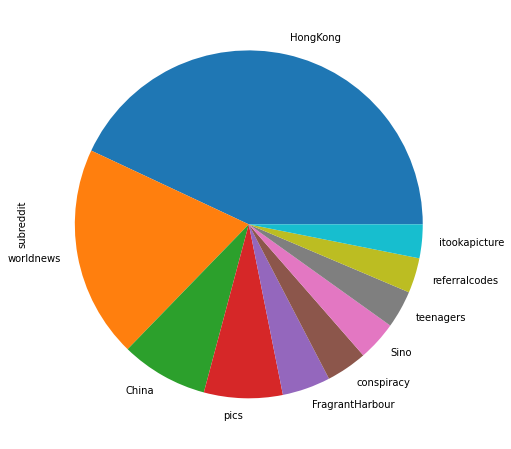 HongKong
subreddit
worldnews
China
pics
FragrantHarbour
conspiracy
Sino
teenagers
referralcodes
itookapicture